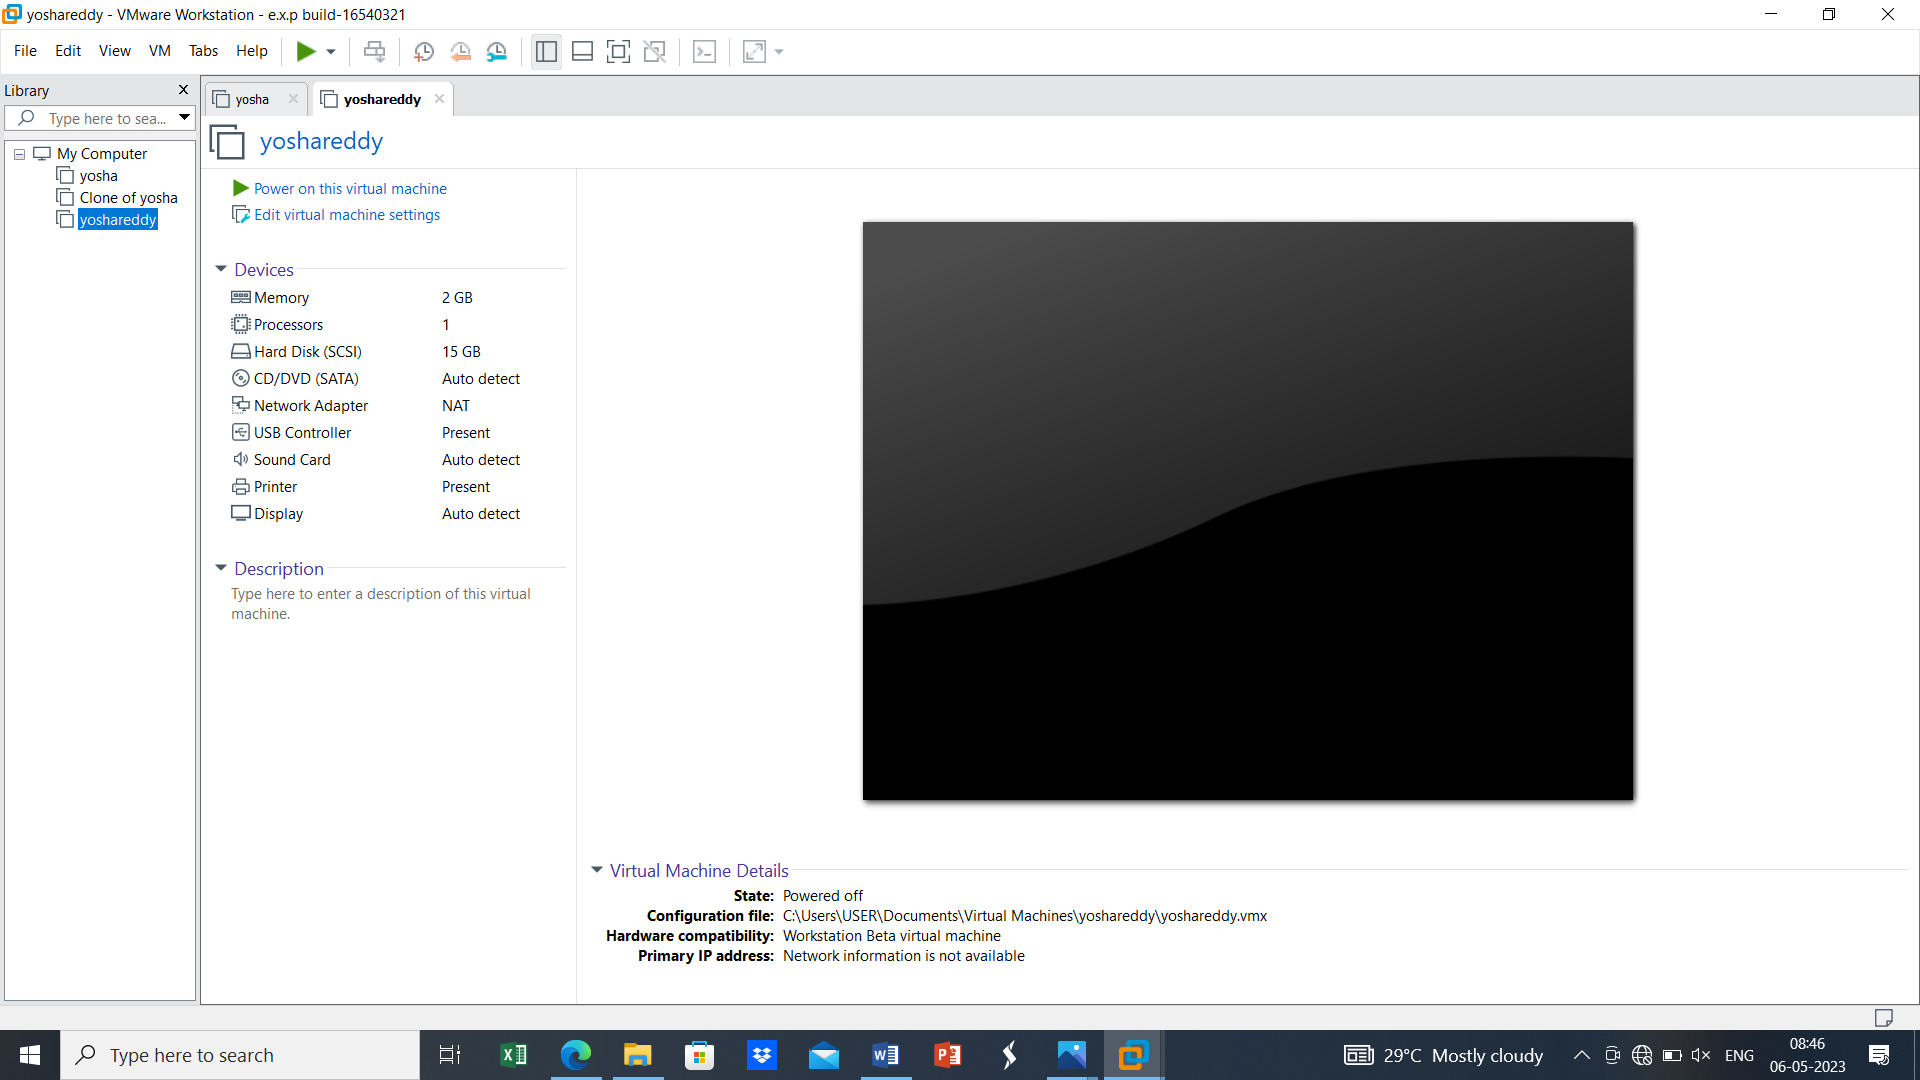 yoshareddy - VMware Workstation - e.x.p build-16540321
File Edit View VM Tabs Help
Library
Type here to sea...
My Computer
yosha
Clone of yosha
yoshareddy
yosha
yoshareddy
yoshareddy
Power on this virtual machine
Edit virtual machine settings
Devices
Memory 2 GB
Processors 1
Hard Disk (SCSI) 15 GB
CD/DVD (SATA) Auto detect
Network Adapter NAT
USB Controller Present
Sound Card Auto detect
Printer Present
Display Auto detect
Description
Type here to enter a description of this virtual
machine.
Virtual Machine Details
State: Powered off
Configuration file: C:\Users\USER\Documents\Virtual Machines\yoshareddy\yoshareddy.vmx
Hardware compatibility: Workstation Beta virtual machine
Primary IP address: Network information is not available
Type here to search
29°C Mostly cloudy
ENG
08:46
06-05-2023